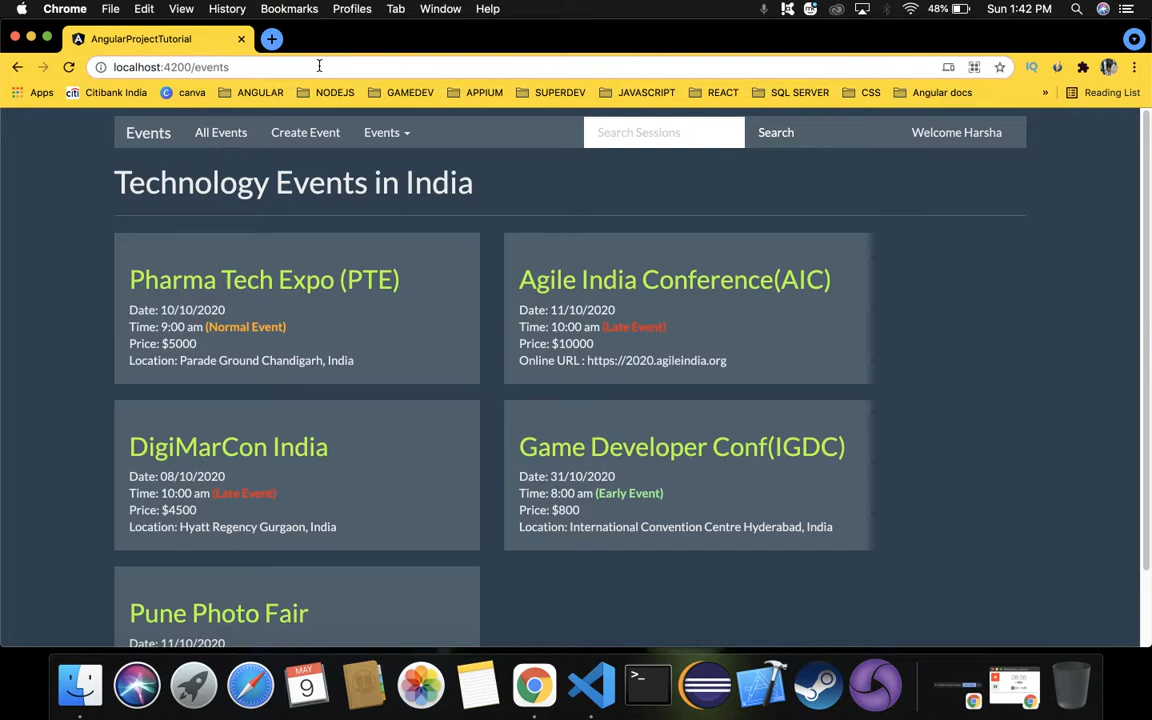 Chrome File Edit View History Bookmarks Profiles Tab Window Help 48% Sun 1:42 PM
AngularProjectTutorial
localhost:4200/events
Apps Citibank India canva ANGULAR NODEJS GAMEDEV APPIUM SUPERDEV JAVASCRIPT REACT SQL SERVER CSS Angular docs » Reading List
Events All Events Create Event Events Search Sessions Search Welcome Harsha
Technology Events in India
Pharma Tech Expo (PTE)
Date: 10/10/2020
Time: 9:00 am (Normal Event)
Price: $5000
Location: Parade Ground Chandigarh, India
Agile India Conference(AIC)
Date: 11/10/2020
Time: 10:00 am (Late Event)
Price: $10000
Online URL : https://2020.agileindia.org
DigiMarCon India
Date: 08/10/2020
Time: 10:00 am (Late Event)
Price: $4500
Location: Hyatt Regency Gurgaon, India
Game Developer Conf(IGDC)
Date: 31/10/2020
Time: 8:00 am (Early Event)
Price: $800
Location: International Convention Centre Hyderabad, India
Pune Photo Fair
Date: 11/10/2020
MAY
9